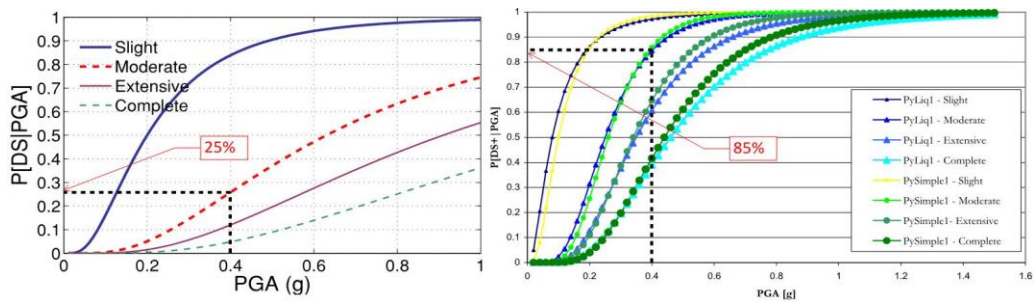 1
0.9
0.8
0.7
0.6
0.5
0.4
0.3
0.2
0.1
0
P[DS|PGA]
Slight
Moderate
Extensive
Complete
25%
0 0.2 0.4 0.6 0.8 1
PGA (g)
1
0.9
0.8
0.7
0.6
0.5
0.4
0.3
0.2
0.1
0
P[DS+ |PGA]
85%
PyLiq1 - Slight
PyLiq1 - Moderate
PyLiq1 - Extensive
PyLiq1 - Complete
PySimple1 - Slight
PySimple1 - Moderate
PySimple1- Extensive
PySimple1 - Complete
0 0.2 0.4 0.6 0.8 1 1.2 1.4 1.6
PGA [g]